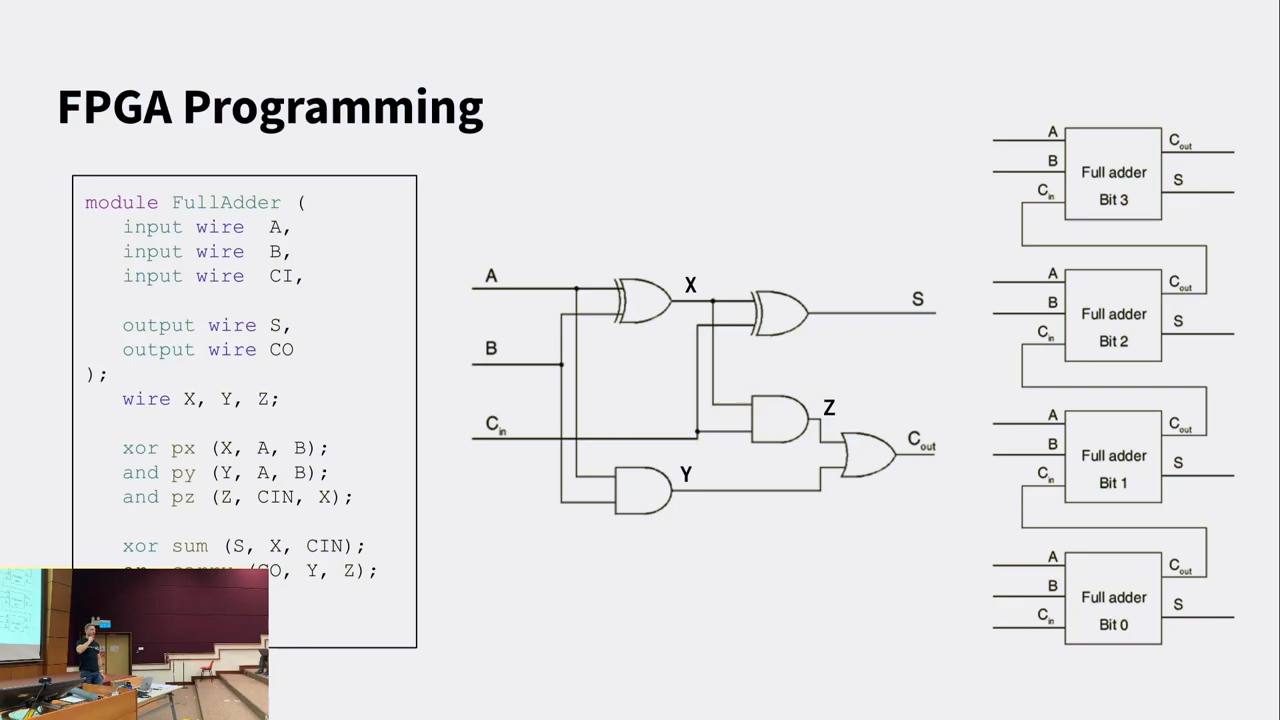 FPGA Programming
module FullAdder (
input wire A,
input wire B,
input wire CI,
output wire S,
output wire CO
);
wire X, Y, Z;
xor px (X, A, B);
and py (Y, A, B);
and pz (Z, CIN, X);
xor sum (S, X, CIN);
(CO, Y, Z);
A
X
S
B
Cin
Z
Cout
Y
A
B
Cin
Full adder
Bit 3
Cout
S
A
B
Cin
Full adder
Bit 2
Cout
S
A
B
Cin
Full adder
Bit 1
Cout
S
A
B
Cin
Full adder
Bit 0
Cout
S